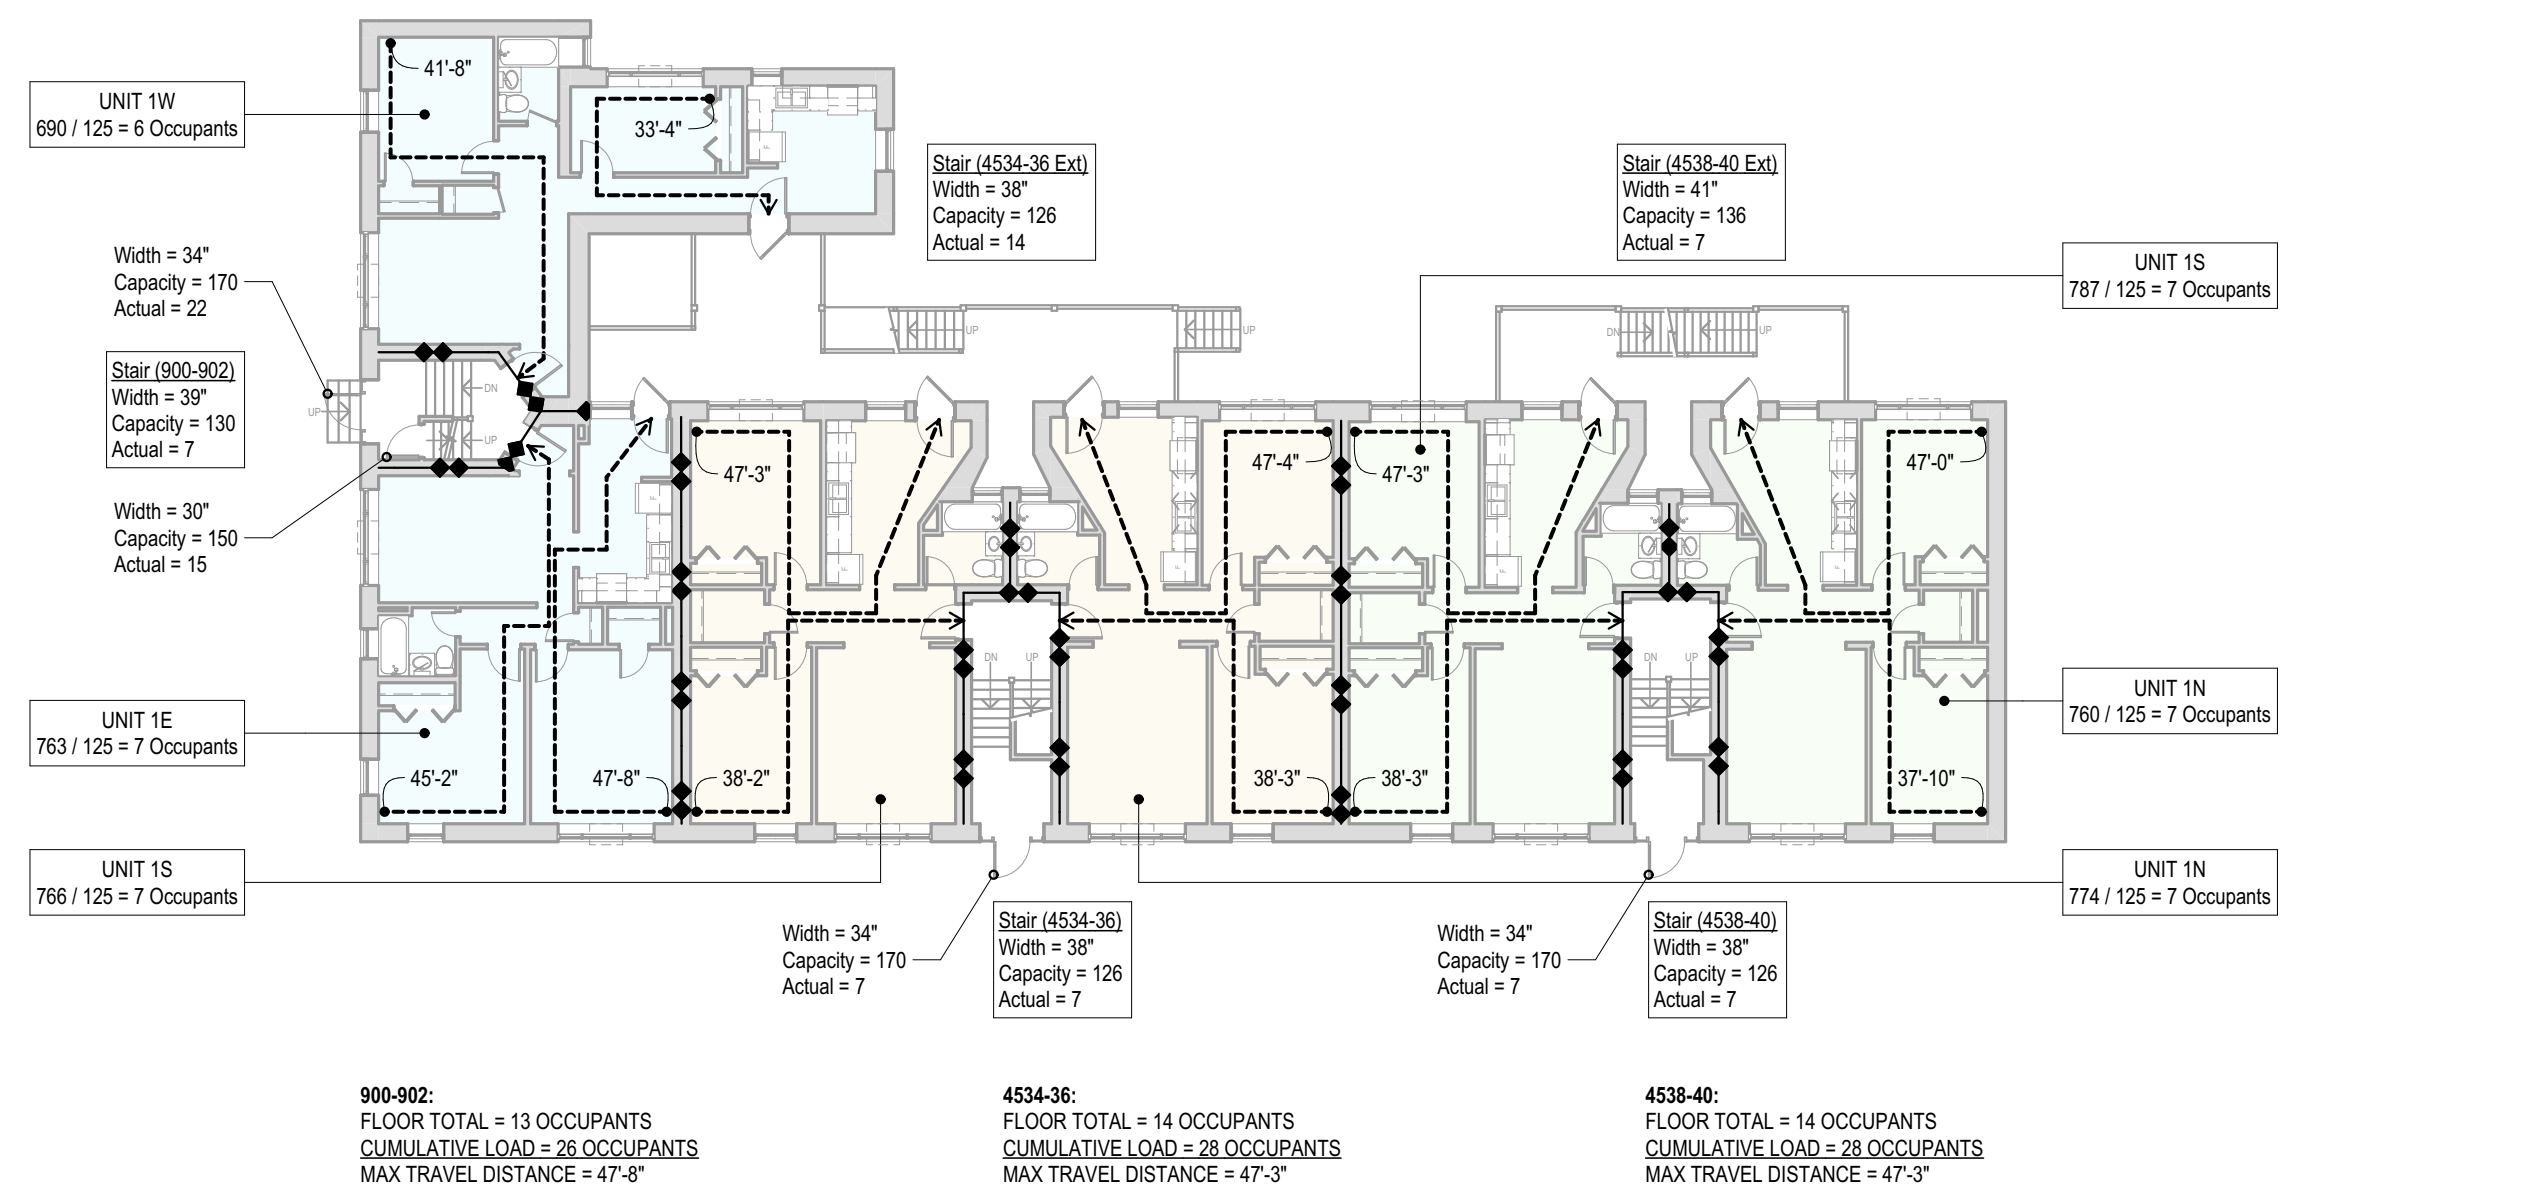 41'-8"
UNIT 1W
690 / 125 = 6 Occupants
33'-4"
F
Stair (4534-36 Ext)
Width = 38"
Capacity = 126
Actual = 14
Stair (4538-40 Ext)
Width = 41"
Capacity = 136
Actual = 7
UNIT 1S
787 / 125 = 7 Occupants
Width = 34"
Capacity = 170
Actual = 22
UP
UP
DN
UP
Stair (900-902)
Width = 39"
Capacity = 130
Actual = 7
DN
UP
UP
Width = 30"
Capacity = 150
Actual = 15
47'-3"
47'-4"
47'-3"
47'-0"
F
F
F
F
F
DN
UP
DN
UP
UNIT 1E
763 / 125 = 7 Occupants
UNIT 1N
760 / 125 = 7 Occupants
45'-2"
47'-8"
38'-2"
38'-3"
38'-3"
37'-10"
UNIT 1S
766 / 125 = 7 Occupants
UNIT 1N
774 / 125 = 7 Occupants
Width = 34"
Capacity = 170
Actual = 7
Stair (4534-36)
Width = 38"
Capacity = 126
Actual = 7
Width = 34"
Capacity = 170
Actual = 7
Stair (4538-40)
Width = 38"
Capacity = 126
Actual = 7
900-902:
FLOOR TOTAL = 13 OCCUPANTS
CUMULATIVE LOAD = 26 OCCUPANTS
MAX TRAVEL DISTANCE = 47'-8"
4534-36:
FLOOR TOTAL = 14 OCCUPANTS
CUMULATIVE LOAD = 28 OCCUPANTS
MAX TRAVEL DISTANCE = 47'-3"
4538-40:
FLOOR TOTAL = 14 OCCUPANTS
CUMULATIVE LOAD = 28 OCCUPANTS
MAX TRAVEL DISTANCE = 47'-3"